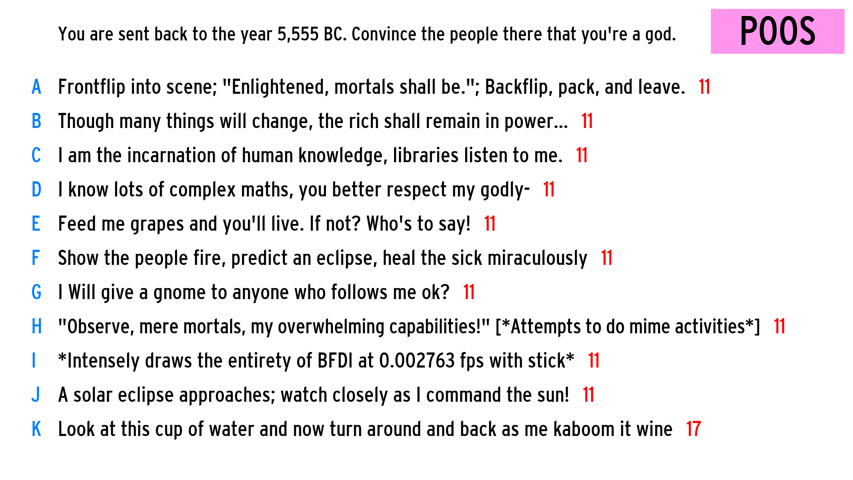 You are sent back to the year 5,555 BC. Convince the people there that you're a god.
POOS
A Frontflip into scene; "Enlightened, mortals shall be."; Backflip, pack, and leave. 11
B Though many things will change, the rich shall remain in power... 11
C I am the incarnation of human knowledge, libraries listen to me. 11
D I know lots of complex maths, you better respect my godly- 11
E Feed me grapes and you'll live. If not? Who's to say! 11
F Show the people fire, predict an eclipse, heal the sick miraculously 11
G I Will give a gnome to anyone who follows me ok? 11
H "Observe, mere mortals, my overwhelming capabilities!" [*Attempts to do mime activities*] 11
I *Intensely draws the entirety of BFDI at 0.002763 fps with stick* 11
J A solar eclipse approaches; watch closely as I command the sun! 11
K Look at this cup of water and now turn around and back as me kaboom it wine 17